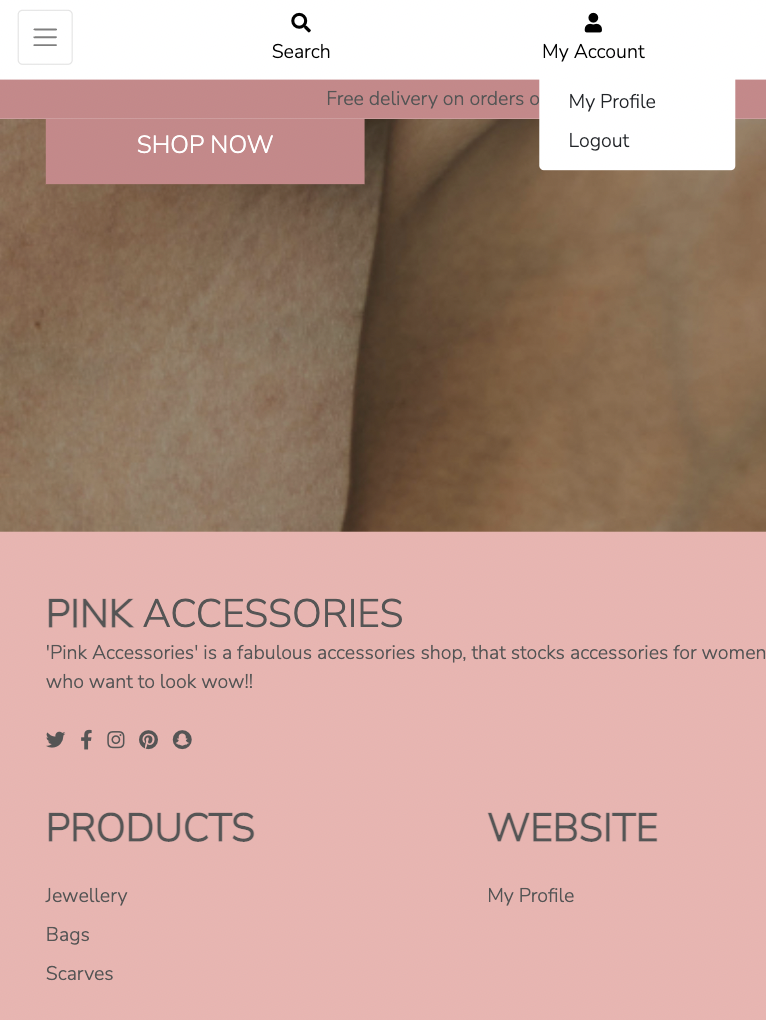 Search
My Account
Free delivery on orders
My Profile
Logout
SHOP NOW
PINK ACCESSORIES
'Pink Accessories' is a fabulous accessories shop, that stocks accessories for women
who want to look wow!!
PRODUCTS
WEBSITE
Jewellery
My Profile
Bags
Scarves